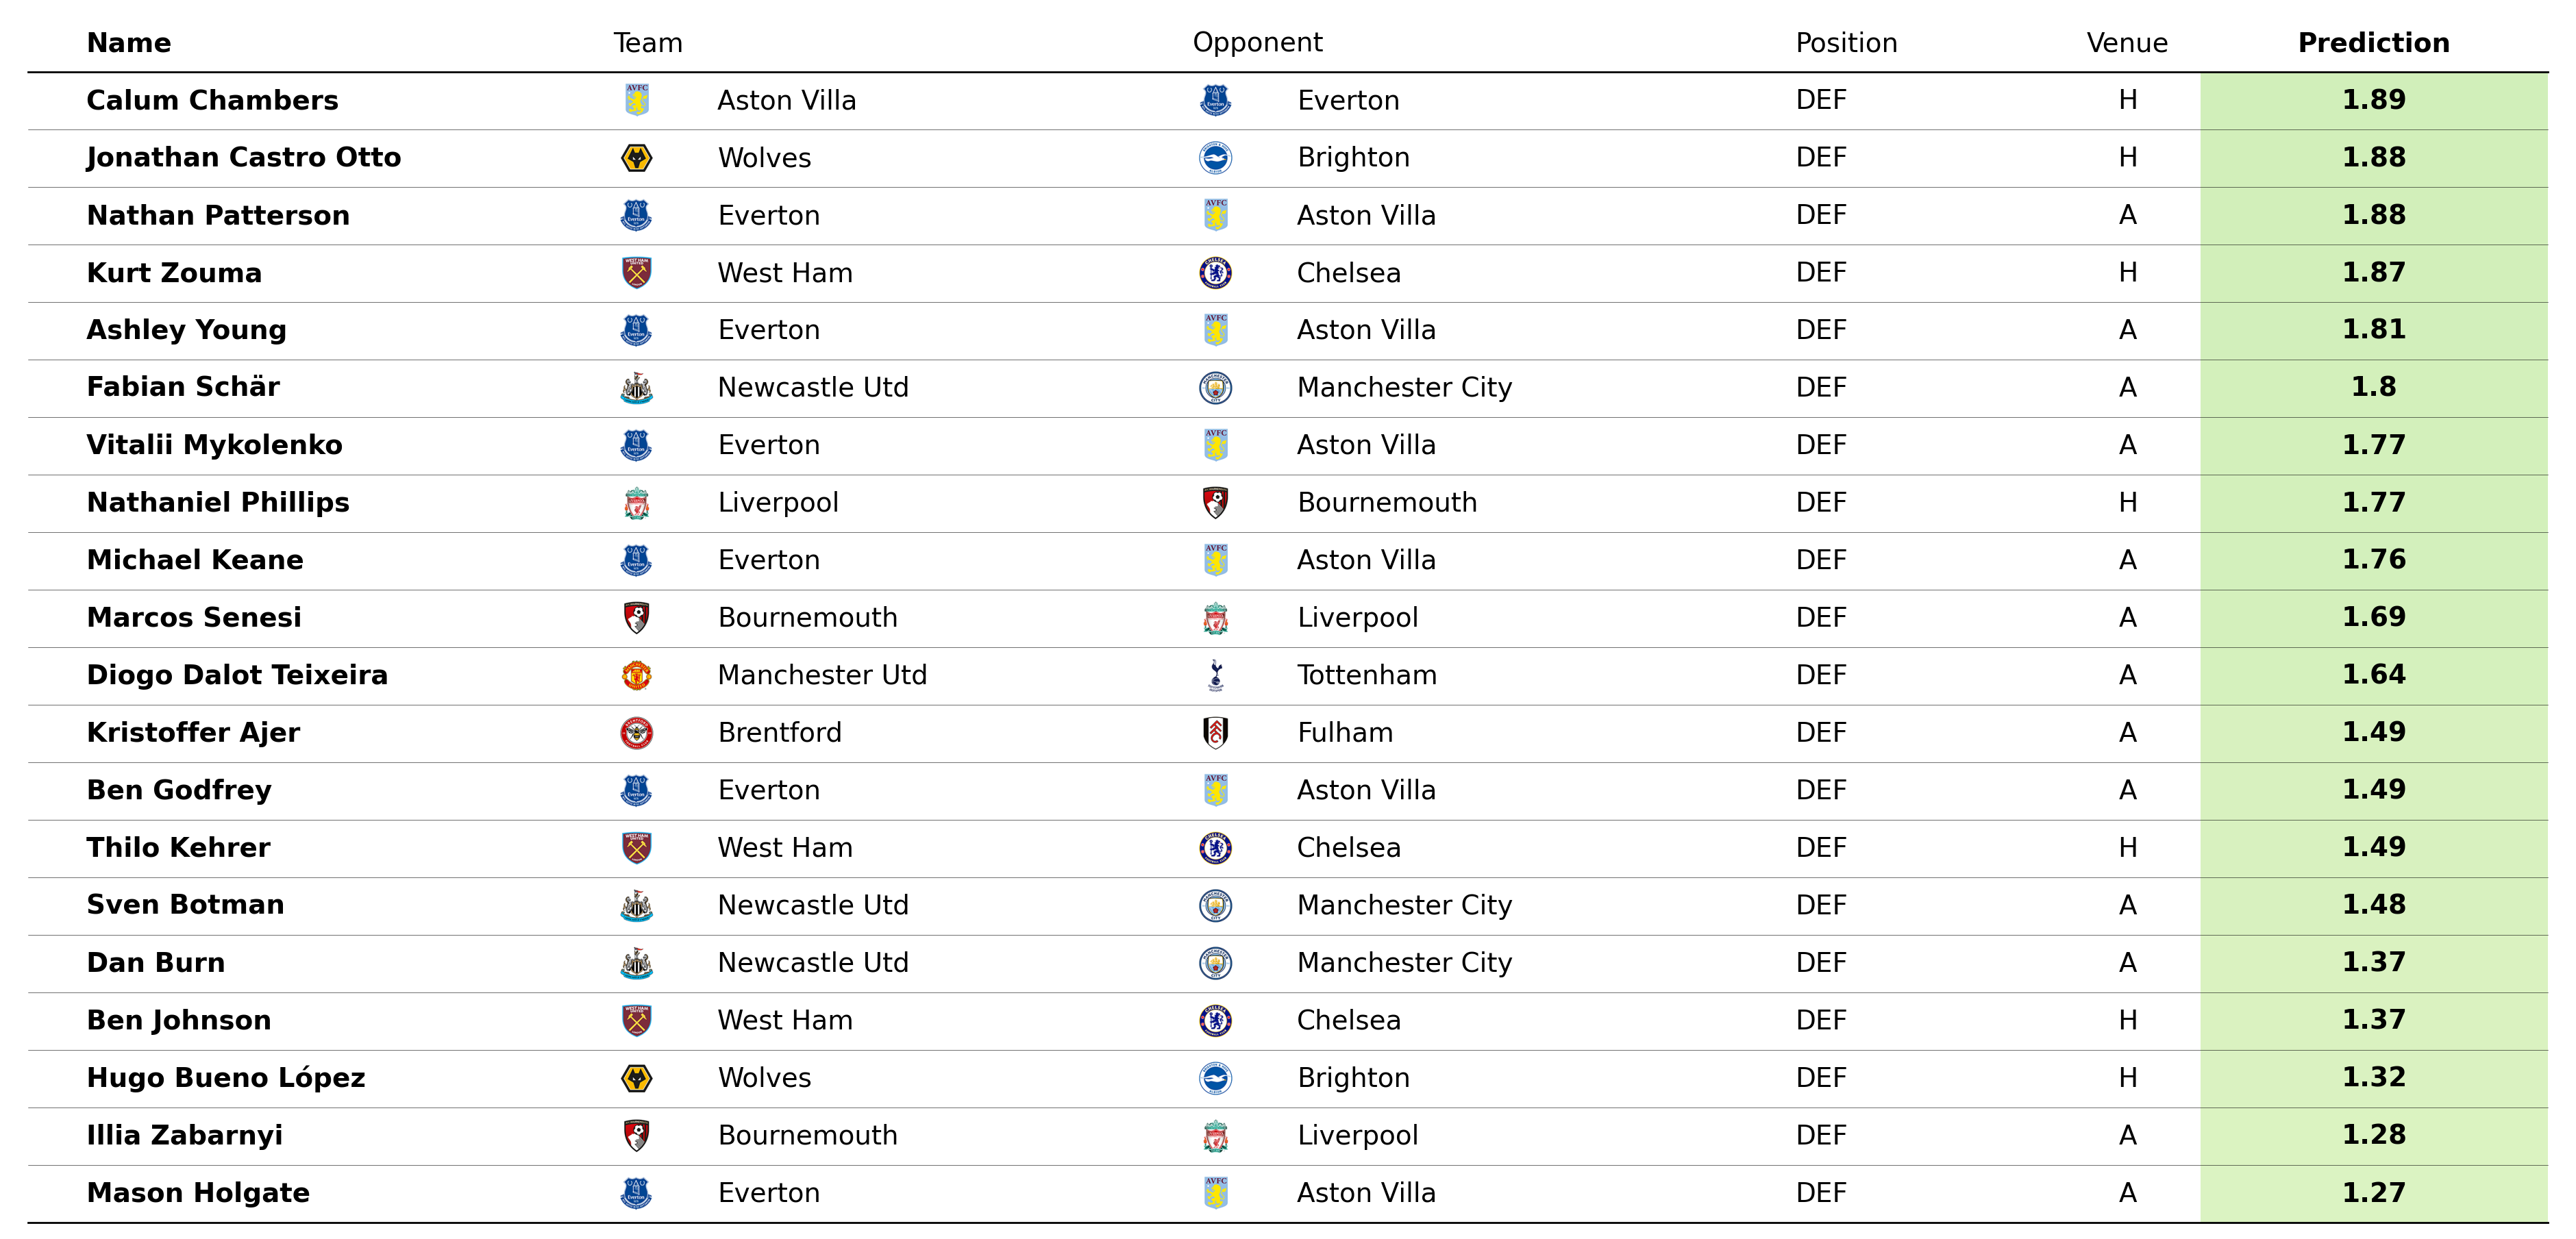 Name Team Opponent Position Venue Prediction
Calum Chambers Aston Villa Everton DEF H 1.89
Jonathan Castro Otto Wolves Brighton DEF H 1.88
Nathan Patterson Everton Aston Villa DEF A 1.88
Kurt Zouma West Ham Chelsea DEF H 1.87
Ashley Young Everton Aston Villa DEF A 1.81
Fabian Schär Newcastle Utd Manchester City DEF A 1.8
Vitalii Mykolenko Everton Aston Villa DEF A 1.77
Nathaniel Phillips Liverpool Bournemouth DEF H 1.77
Michael Keane Everton Aston Villa DEF A 1.76
Marcos Senesi Bournemouth Liverpool DEF A 1.69
Diogo Dalot Teixeira Manchester Utd Tottenham DEF A 1.64
Kristoffer Ajer Brentford Fulham DEF A 1.49
Ben Godfrey Everton Aston Villa DEF A 1.49
Thilo Kehrer West Ham Chelsea DEF H 1.49
Sven Botman Newcastle Utd Manchester City DEF A 1.48
Dan Burn Newcastle Utd Manchester City DEF A 1.37
Ben Johnson West Ham Chelsea DEF H 1.37
Hugo Bueno López Wolves Brighton DEF H 1.32
Illia Zabarnyi Bournemouth Liverpool DEF A 1.28
Mason Holgate Everton Aston Villa DEF A 1.27